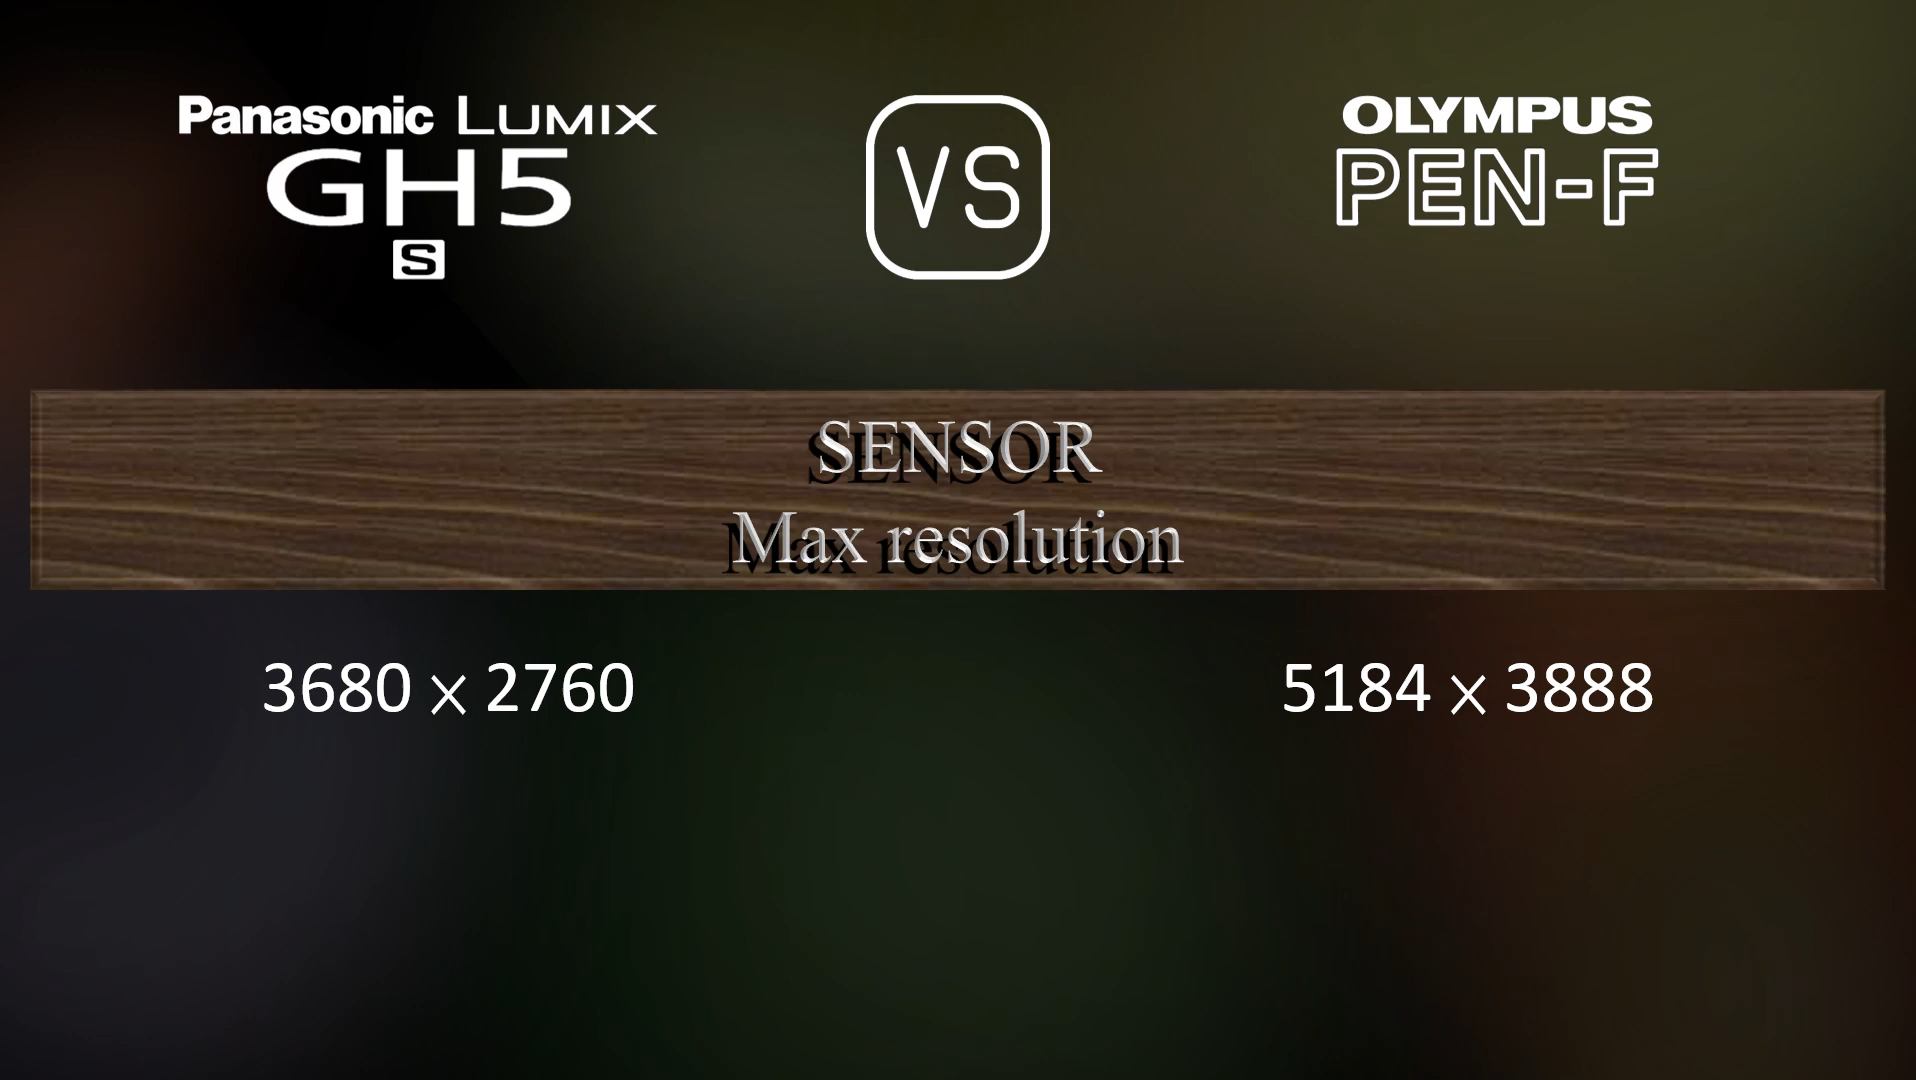 Panasonic LUMIX
GH5
S
VS
OLYMPUS
PEN-F
SENSOR
Max resolution
3680 x 2760
5184 x 3888